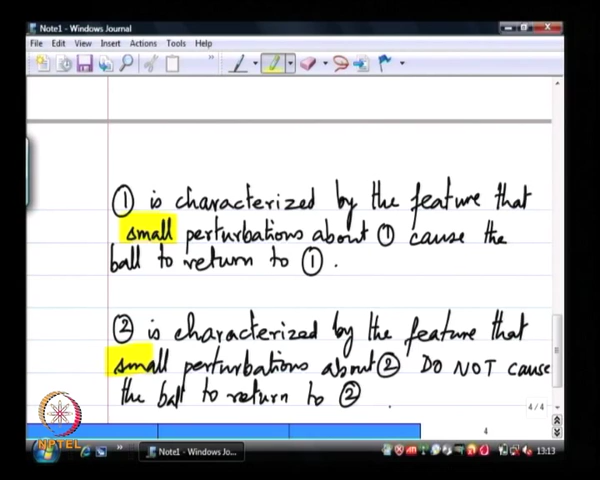 Note1 - Windows Journal
File Edit View Insert Actions Tools Help
① is characterized by the feature that
small perturbations about ① cause the
ball to return to ①.
② is characterized by the feature that
small perturbations about ② DO NOT cause
the ball to return to ②
4/4
4
NPTEL
Note1 - Windows Jo...
13:13